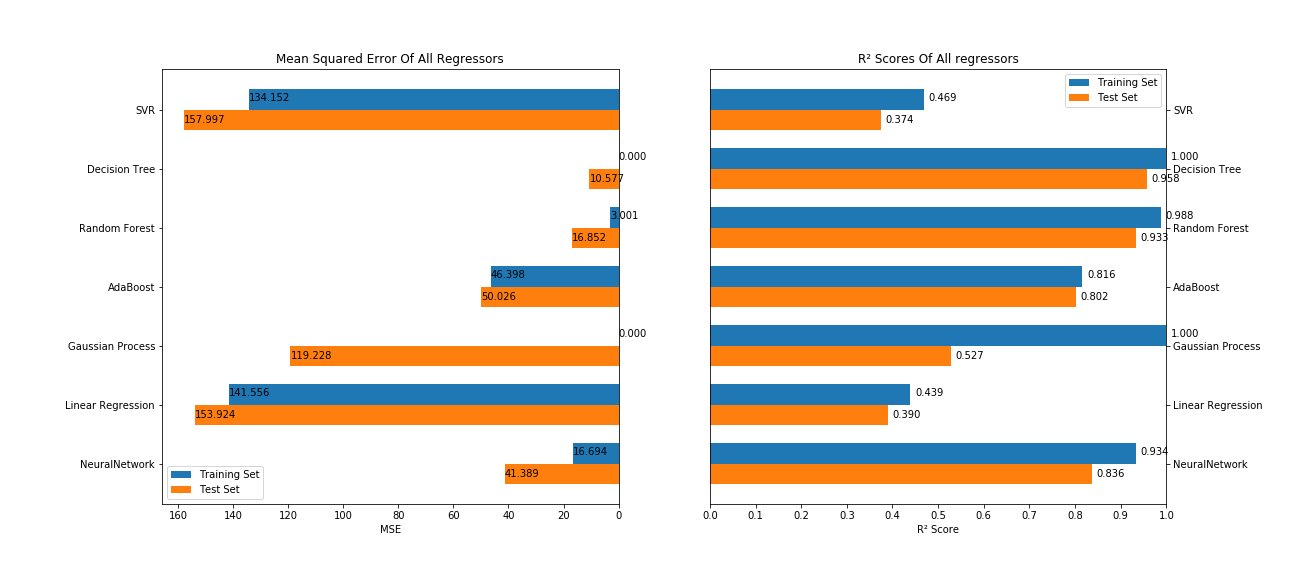 Mean Squared Error Of All Regressors
SVR
134.152
157.997
Decision Tree
0.000
10.577
Random Forest
3.001
16.852
AdaBoost
46.398
50.026
Gaussian Process
0.000
119.228
Linear Regression
141.556
153.924
NeuralNetwork
16.694
41.389
Training Set
Test Set
160 140 120 100 80 60 40 20 0
MSE
R² Scores Of All regressors
Training Set
Test Set
0.469
0.374
SVR
1.000
0.958
Decision Tree
0.988
0.933
Random Forest
0.816
0.802
AdaBoost
1.000
0.527
Gaussian Process
0.439
0.390
Linear Regression
0.934
0.836
NeuralNetwork
0.0 0.1 0.2 0.3 0.4 0.5 0.6 0.7 0.8 0.9 1.0
R² Score